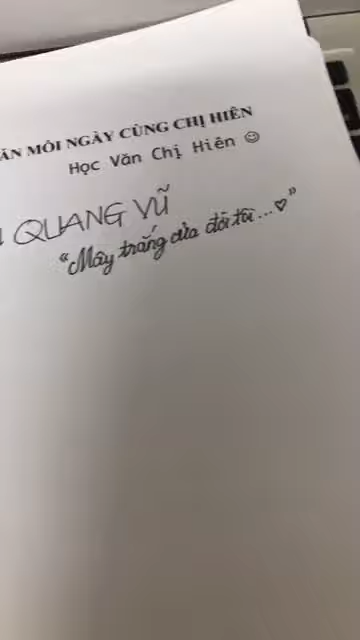 ĂN MỖI NGÀY CÙNG CHỊ HIÊN
Học Văn Chị Hiên ☺
QUANG VŨ
“Mây trắng của đời tôi...♡”